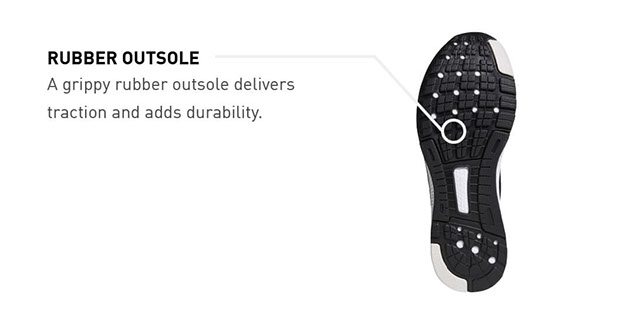 RUBBER OUTSOLE
A grippy rubber outsole delivers
traction and adds durability.